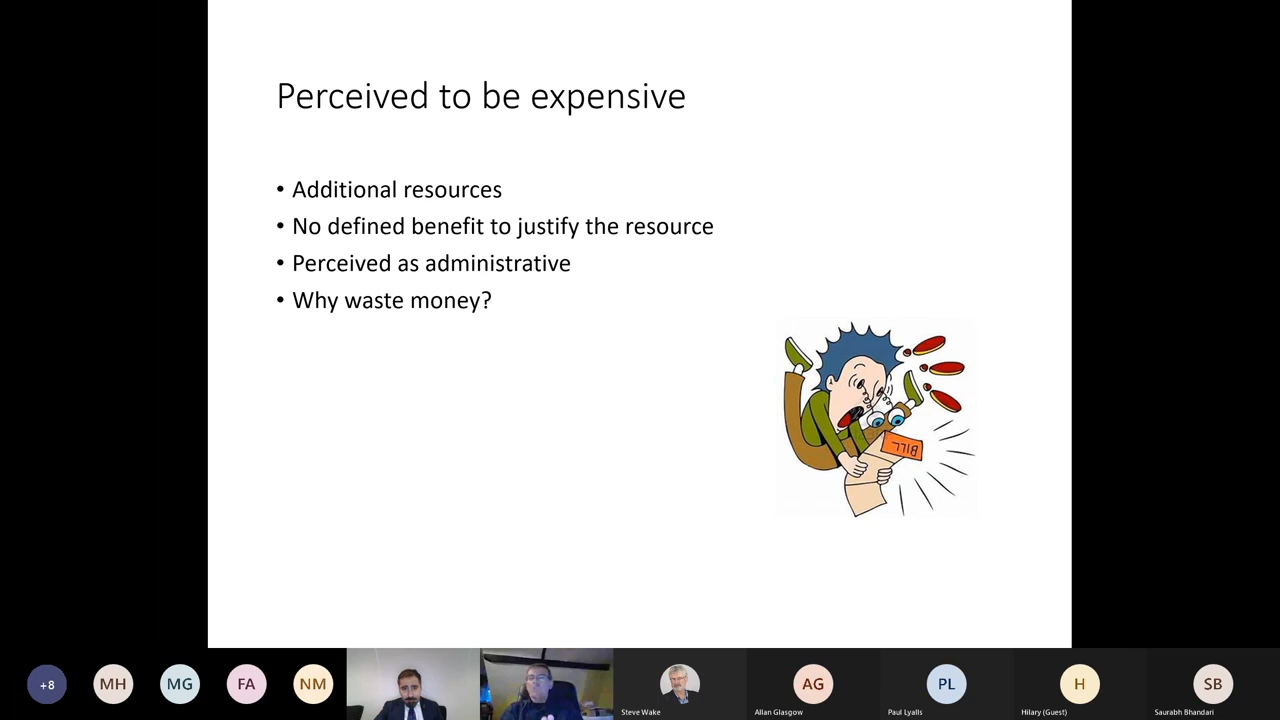 Perceived to be expensive
• Additional resources
• No defined benefit to justify the resource
• Perceived as administrative
• Why waste money?
BILL
+8
MH
MG
FA
NM
Steve Wake
AG
Allan Glasgow
PL
Paul Lyalls
H
Hilary (Guest)
SB
Saurabh Bhandari